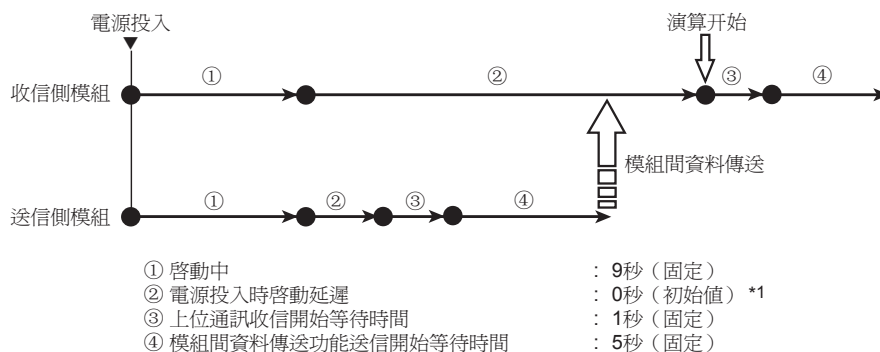 電源投入
演算开始
① ② ③ ④
收信側模組
模組間資料傳送
① ② ③ ④
送信側模組
① 啓動中 : 9秒（固定）
② 電源投入時啓動延遲 : 0秒（初始値）*1
③ 上位通訊收信開始等待時間 : 1秒（固定）
④ 模組間資料傳送功能送信開始等待時間 : 5秒（固定）